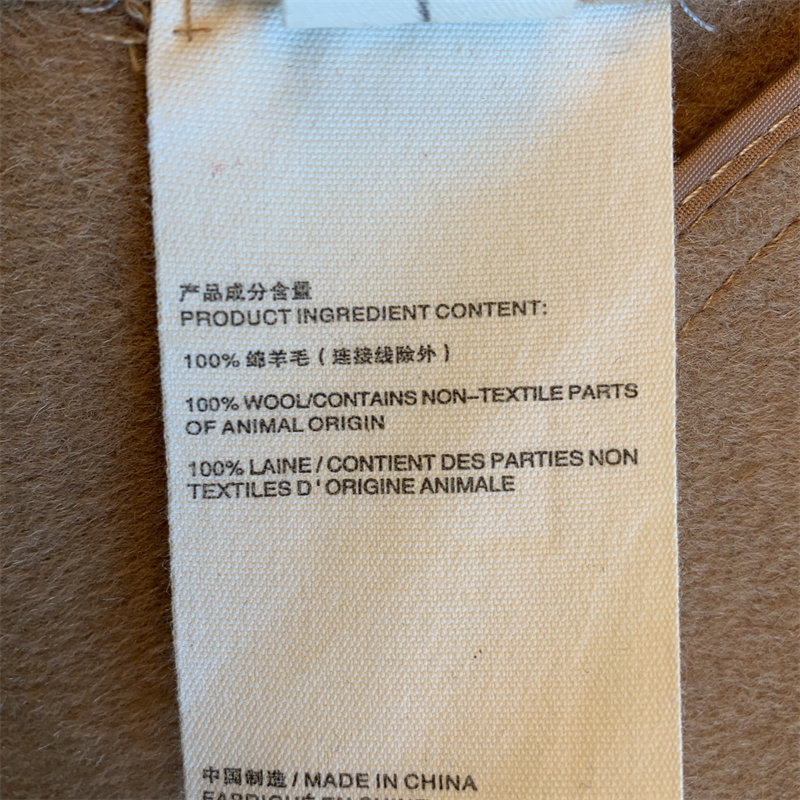 产品成分含量
PRODUCT INGREDIENT CONTENT:
100% 绵羊毛（连接线除外）
100% WOOL/CONTAINS NON-TEXTILE PARTS
OF ANIMAL ORIGIN
100% LAINE / CONTIENT DES PARTIES NON
TEXTILES D'ORIGINE ANIMALE
中国制造 / MADE IN CHINA
FABRIQUÉ EN